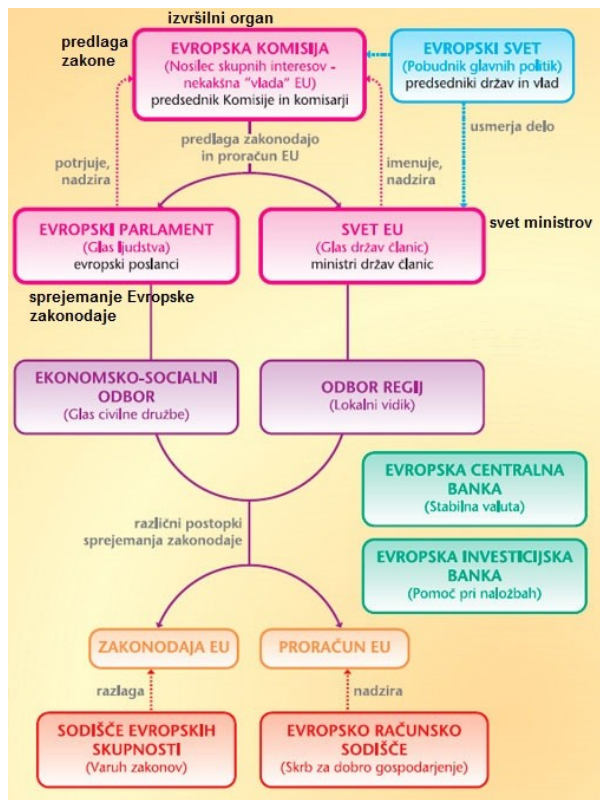 izvršilni organ
predlaga
zakone
EVROPSKA KOMISIJA
(Nosilec skupnih interesov -
nekakšna "vlada" EU)
predsednik Komisije in komisarji
EVROPSKI SVET
(Pobudnik glavnih politik)
predsedniki držav in vlad
potrjuje,
nadzira
predlaga zakonodajo
in proračun EU
imenuje,
nadzira
usmerja delo
EVROPSKI PARLAMENT
(Glas ljudstva)
evropski poslanci
SVET EU
(Glas držav članic)
ministri držav članic
svet ministrov
sprejemanje Evropske
zakonodaje
EKONOMSKO-SOCIALNI
ODBOR
(Glas civilne družbe)
ODBOR REGIJ
(Lokalni vidik)
EVROPSKA CENTRALNA
BANKA
(Stabilna valuta)
različni postopki
sprejemanja zakonodaje
EVROPSKA INVESTICIJSKA
BANKA
(Pomoč pri naložbah)
ZAKONODAJA EU
PRORAČUN EU
razlaga
nadzira
SODIŠČE EVROPSKIH
SKUPNOSTI
(Varuh zakonov)
EVROPSKO RAČUNSKO
SODIŠČE
(Skrb za dobro gospodarjenje)